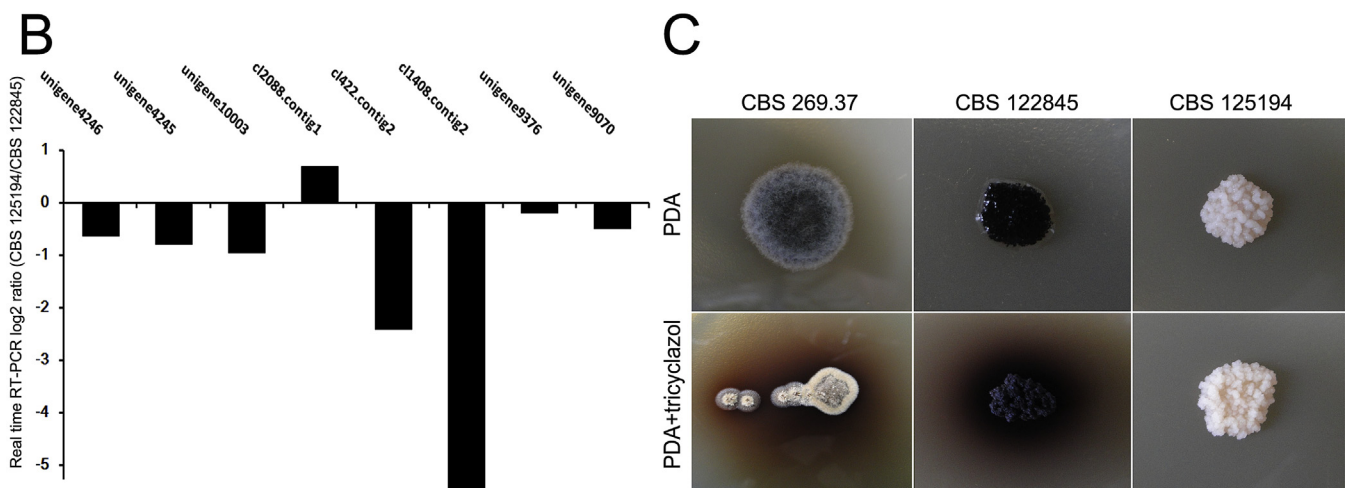 B
unigene4246
unigene4245
unigene10003
cl2088.contig1
cl422.contig2
cl1408.contig2
unigene9376
unigene9070
Real time RT-PCR log2 ratio (CBS 125194/CBS 122845)
1
0
-1
-2
-3
-4
-5
C
CBS 269.37
CBS 122845
CBS 125194
PDA
PDA+tricyclazol